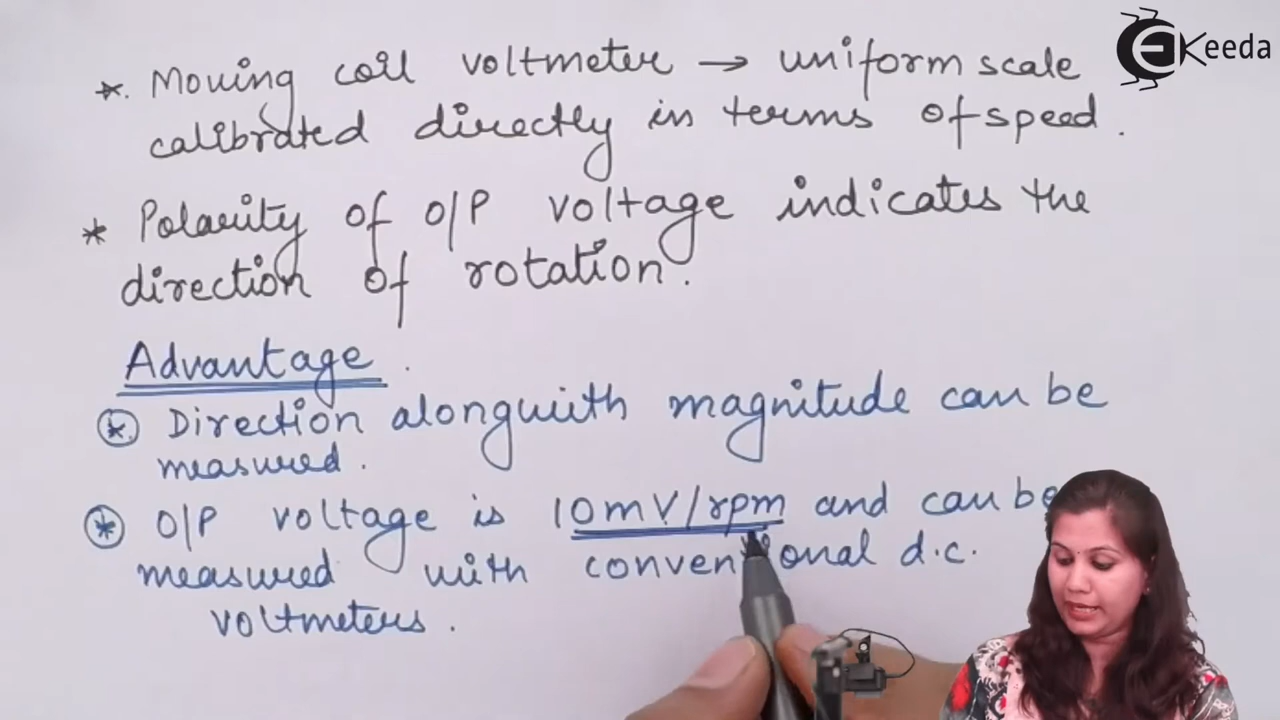 Keeda
*. Moving coil voltmeter → uniform scale
calibrated directly in terms of speed.
* Polarity of O/P voltage indicates the
direction of rotation.
Advantage.
*. Direction alongwith magnitude can be
measured.
* O/P voltage is 10mV/rpm and can be
measured with conventional d.c.
voltmeters.